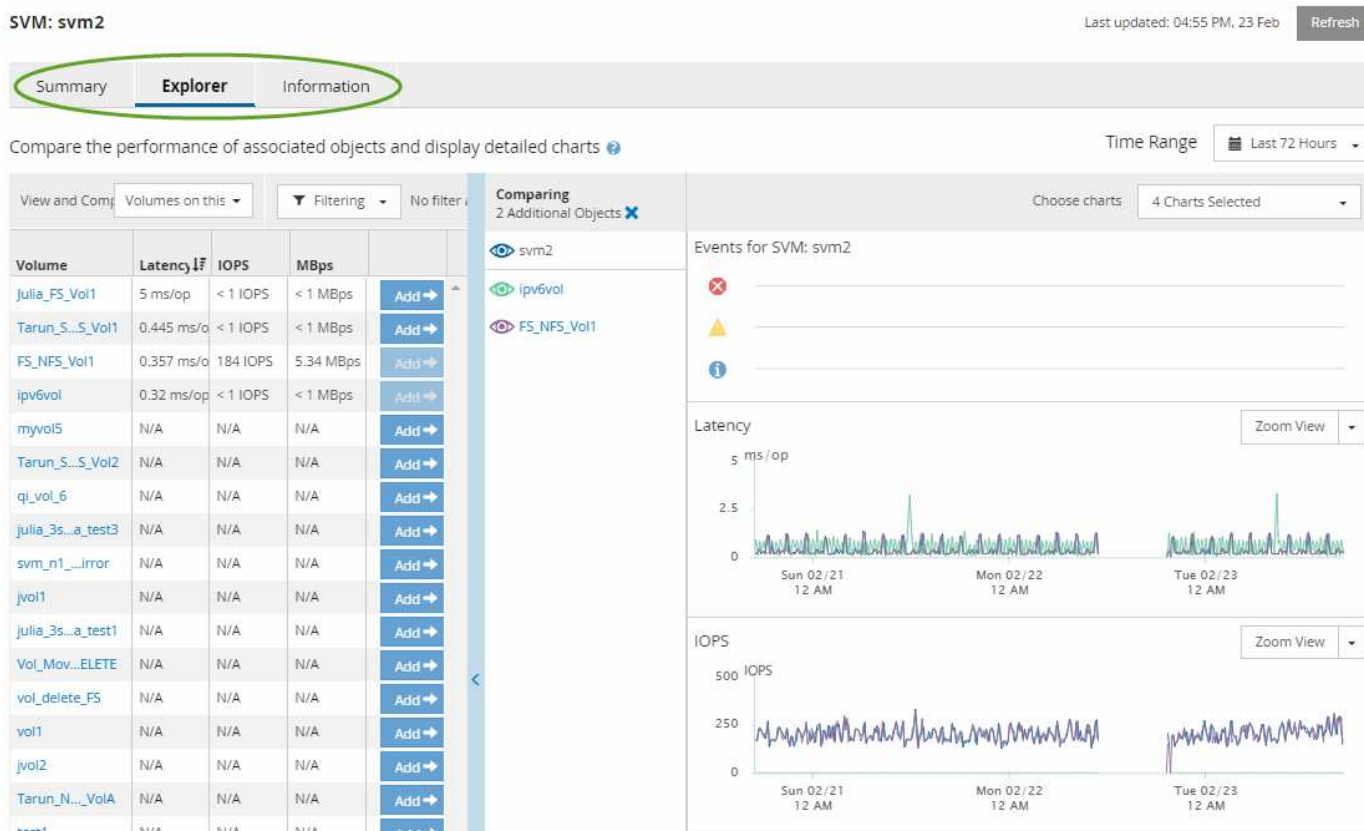 SVM: svm2
Last updated: 04:55 PM, 23 Feb Refresh
Summary Explorer Information
Compare the performance of associated objects and display detailed charts ?
Time Range Last 72 Hours
View and Comp Volumes on this Filtering No filter
Comparing
2 Additional Objects
Choose charts 4 Charts Selected
Volume Latency IOPS MBps
Julia_FS_Vol1 5 ms/op < 1 IOPS < 1 MBps Add
Tarun_S...S_Vol1 0.445 ms/o < 1 IOPS < 1 MBps Add
FS_NFS_Vol1 0.357 ms/o 184 IOPS 5.34 MBps Add
ipv6vol 0.32 ms/op < 1 IOPS < 1 MBps Add
myvol5 N/A N/A N/A Add
Tarun_S...S_Vol2 N/A N/A N/A Add
qi_vol_6 N/A N/A N/A Add
julia_3s...a_test3 N/A N/A N/A Add
svm_n1_...irror N/A N/A N/A Add
jvol1 N/A N/A N/A Add
julia_3s...a_test1 N/A N/A N/A Add
Vol_Mov...ELETE N/A N/A N/A Add
vol_delete_FS N/A N/A N/A Add
vol1 N/A N/A N/A Add
jvol2 N/A N/A N/A Add
Tarun_N..._VolA N/A N/A N/A Add
svm2
ipv6vol
FS_NFS_Vol1
Events for SVM: svm2
Latency Zoom View
5 ms/op
2.5
0
Sun 02/21 Mon 02/22 Tue 02/23
12 AM 12 AM 12 AM
IOPS Zoom View
500 IOPS
250
0
Sun 02/21 Mon 02/22 Tue 02/23
12 AM 12 AM 12 AM